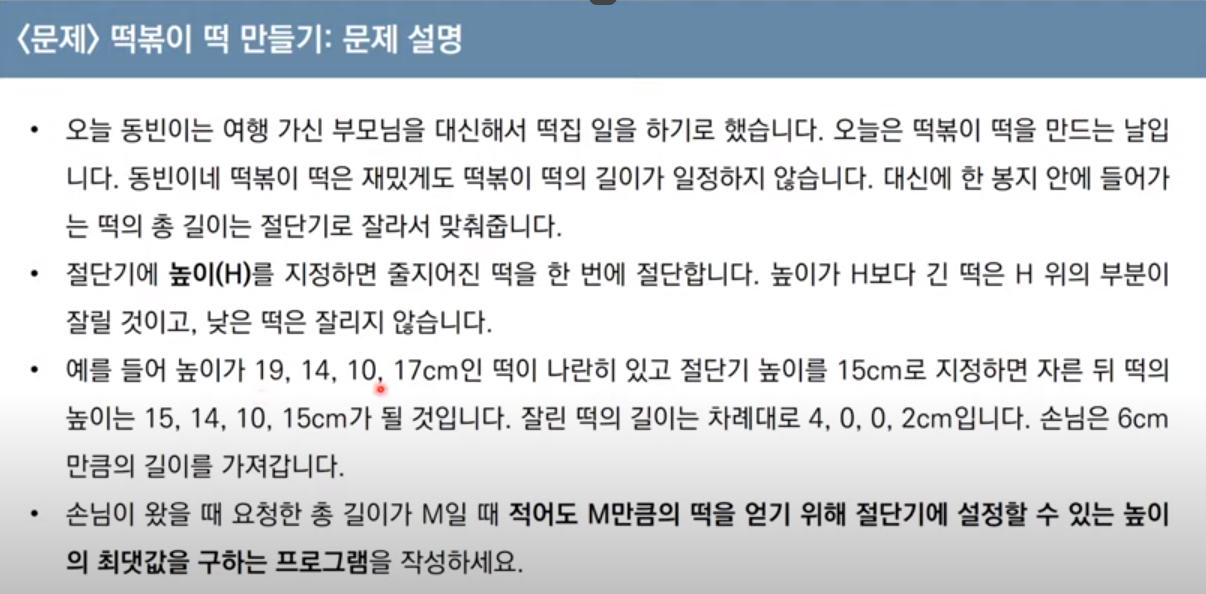 〈문제〉 떡볶이 떡 만들기: 문제 설명
• 오늘 동빈이는 여행 가신 부모님을 대신해서 떡집 일을 하기로 했습니다. 오늘은 떡볶이 떡을 만드는 날입
니다. 동빈이네 떡볶이 떡은 재밌게도 떡볶이 떡의 길이가 일정하지 않습니다. 대신에 한 봉지 안에 들어가
는 떡의 총 길이는 절단기로 잘라서 맞춰줍니다.
• 절단기에 높이(H)를 지정하면 줄지어진 떡을 한 번에 절단합니다. 높이가 H보다 긴 떡은 H 위의 부분이
잘릴 것이고, 낮은 떡은 잘리지 않습니다.
• 예를 들어 높이가 19, 14, 10, 17cm인 떡이 나란히 있고 절단기 높이를 15cm로 지정하면 자른 뒤 떡의
높이는 15, 14, 10, 15cm가 될 것입니다. 잘린 떡의 길이는 차례대로 4, 0, 0, 2cm입니다. 손님은 6cm
만큼의 길이를 가져갑니다.
• 손님이 왔을 때 요청한 총 길이가 M일 때 적어도 M만큼의 떡을 얻기 위해 절단기에 설정할 수 있는 높이
의 최댓값을 구하는 프로그램을 작성하세요.